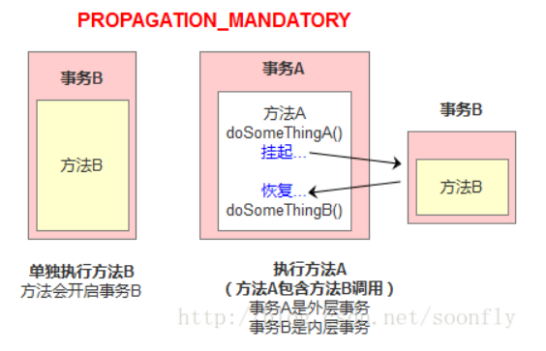 PROPAGATION_MANDATORY
事务B
方法B
单独执行方法B
方法会开启事务B
事务A
方法A
doSomeThingA()
挂起...
恢复...
doSomeThingB()
事务B
方法B
执行方法A
（方法A包含方法B调用）
事务A是外层事务
事务B是内层事务